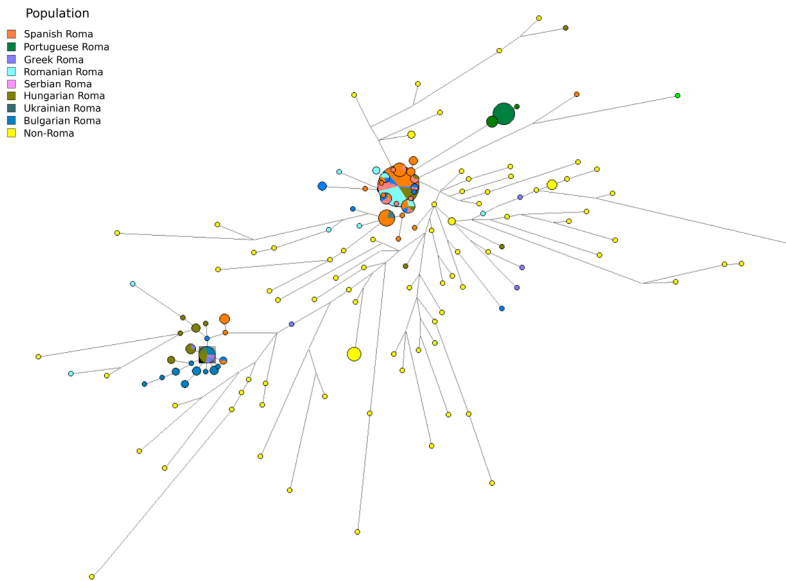 Population
Spanish Roma
Portuguese Roma
Greek Roma
Romanian Roma
Serbian Roma
Hungarian Roma
Ukrainian Roma
Bulgarian Roma
Non-Roma